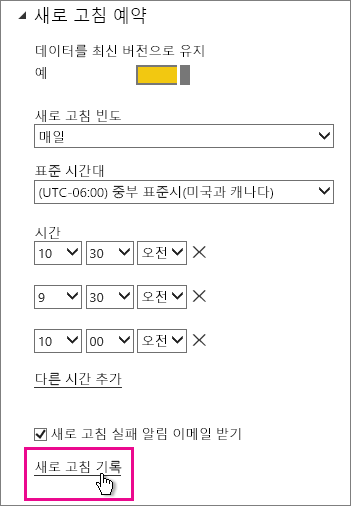 새로 고침 예약
데이터를 최신 버전으로 유지
예
새로 고침 빈도
매일
표준 시간대
(UTC-06:00) 중부 표준시(미국과 캐나다)
시간
10 30 오전
9 30 오전
10 00 오전
다른 시간 추가
새로 고침 실패 알림 이메일 받기
새로 고침 기록